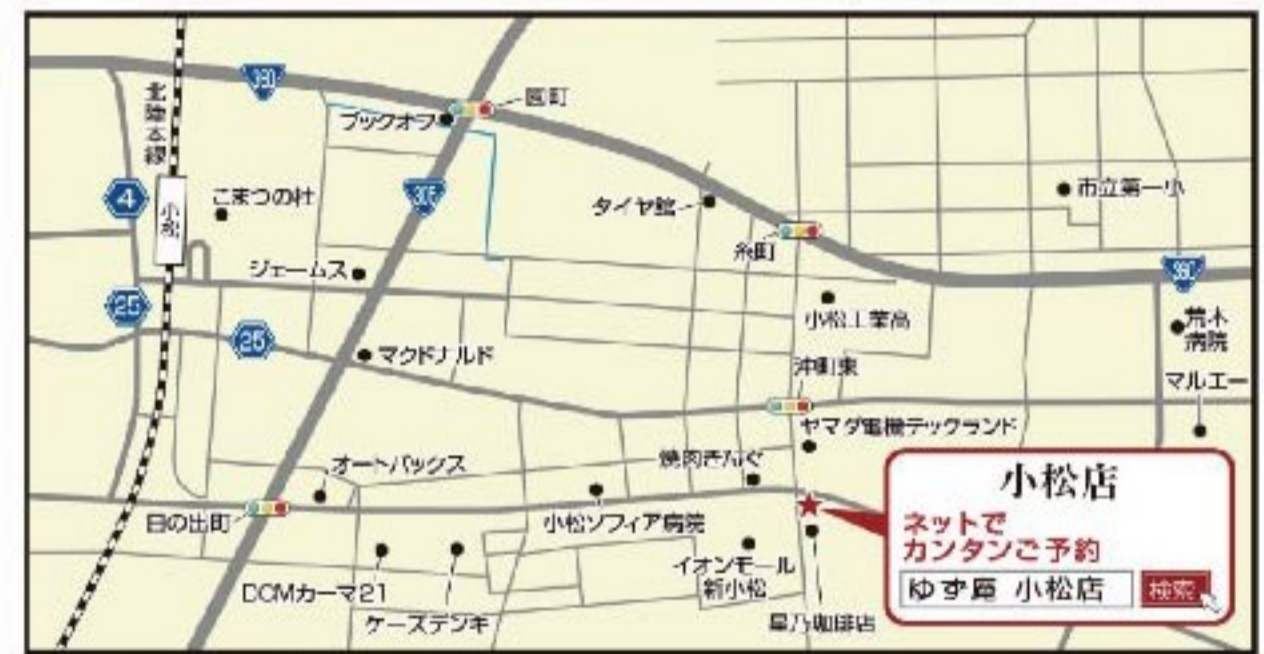 360
北陸本線
園町
ブックオフ
4
小松
こまつの杜
305
タイヤ館
市立第一小
糸町
ジェームス
360
25
小松工業高
荒木
病院
25
マクドナルド
沖町東
マルエー
ヤマダ電機テックランド
オートバックス
焼肉きんぐ
小松店
日の出町
小松ソフィア病院
ネットで
カンタンご予約
イオンモール
新小松
DCMカーマ21
ゆず庵 小松店
検索
ケーズデンキ
星乃珈琲店